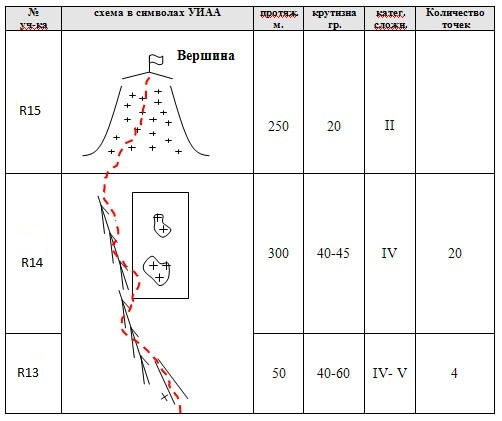 № схема в символах УИАА протяж. крутизна катег. Количество
уч-ка м. гр. сложн. точек
Вершина
R15 250 20 II
R14 300 40-45 IV 20
R13 50 40-60 IV- V 4